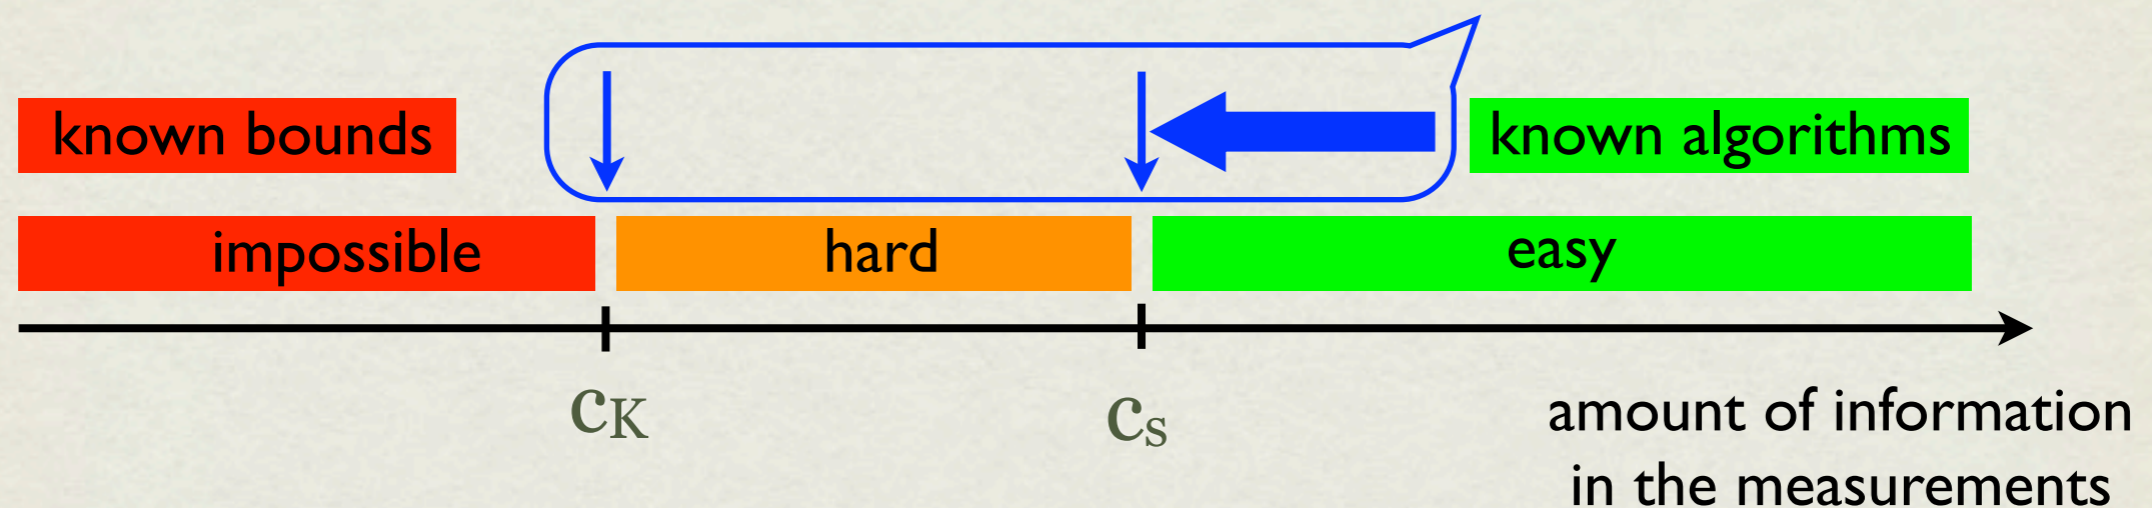 known bounds
known algorithms
impossible
hard
easy
cK
cs
amount of information
in the measurements